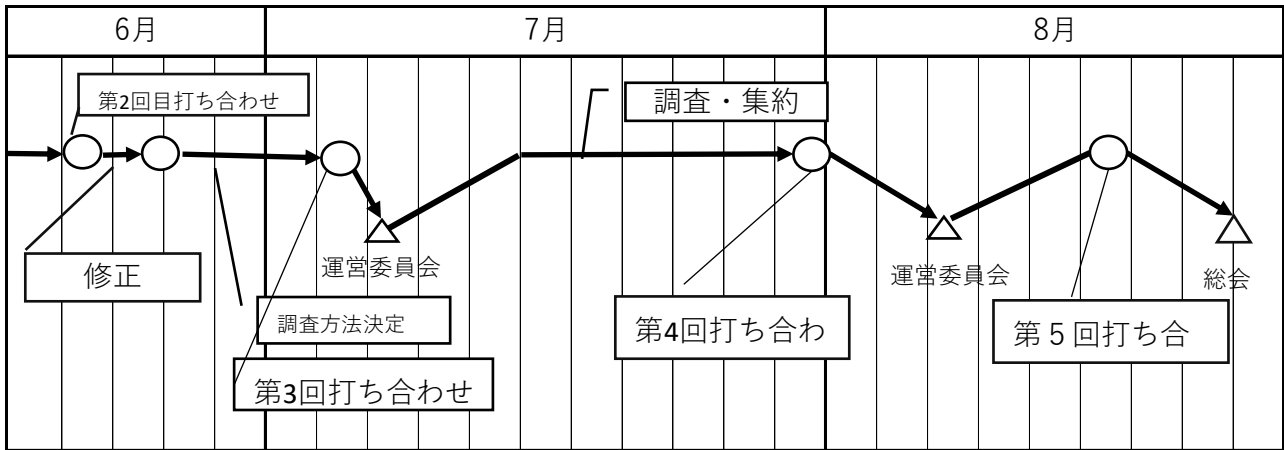 6月
7月
8月
第2回目打ち合わせ
調査・集約
修正
運営委員会
運営委員会
総会
調査方法決定
第4回打ち合わ
第５回打ち合
第3回打ち合わせ